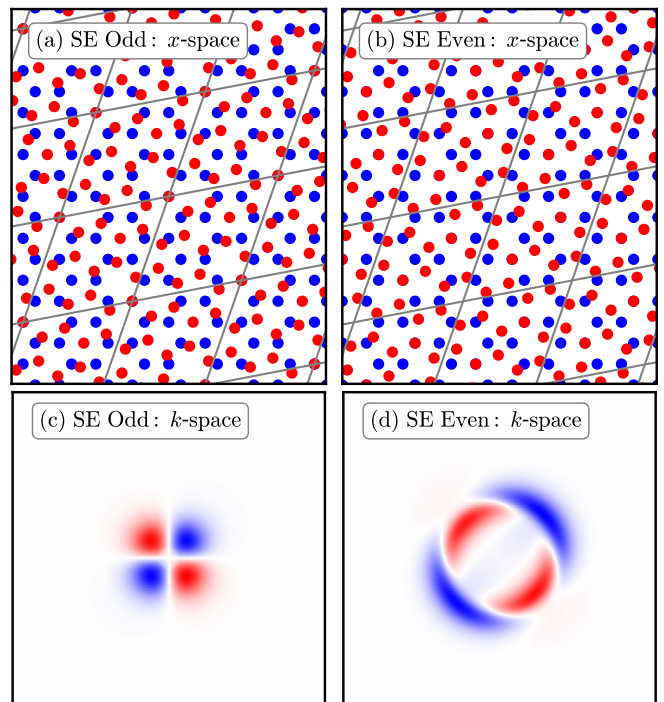 (a) SE Odd: x-space
(b) SE Even: x-space
(c) SE Odd: k-space
(d) SE Even: k-space